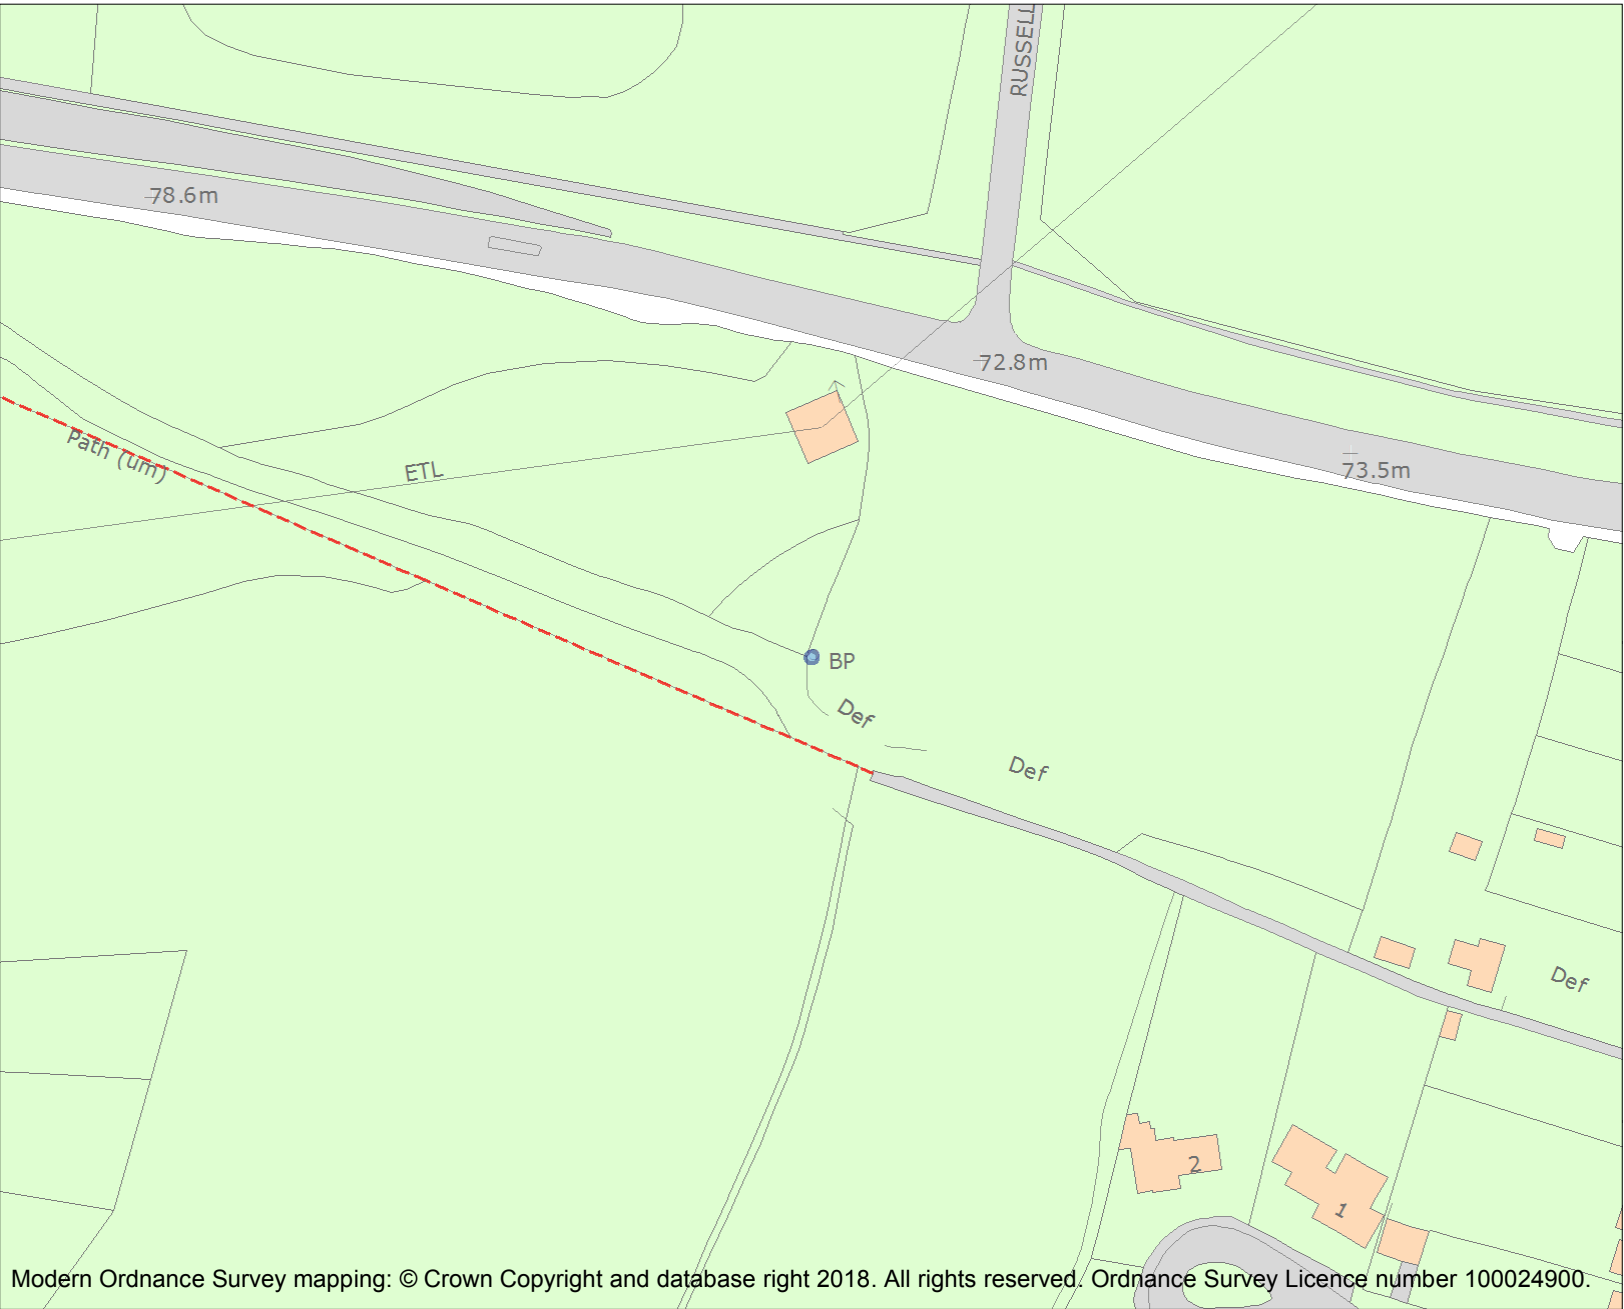 RUSSELL
78.6m
72.8m
Path (um)
ETL
73.5m
BP
Def
Def
Def
2
1
Modern Ordnance Survey mapping: © Crown Copyright and database right 2018. All rights reserved. Ordnance Survey Licence number 100024900.